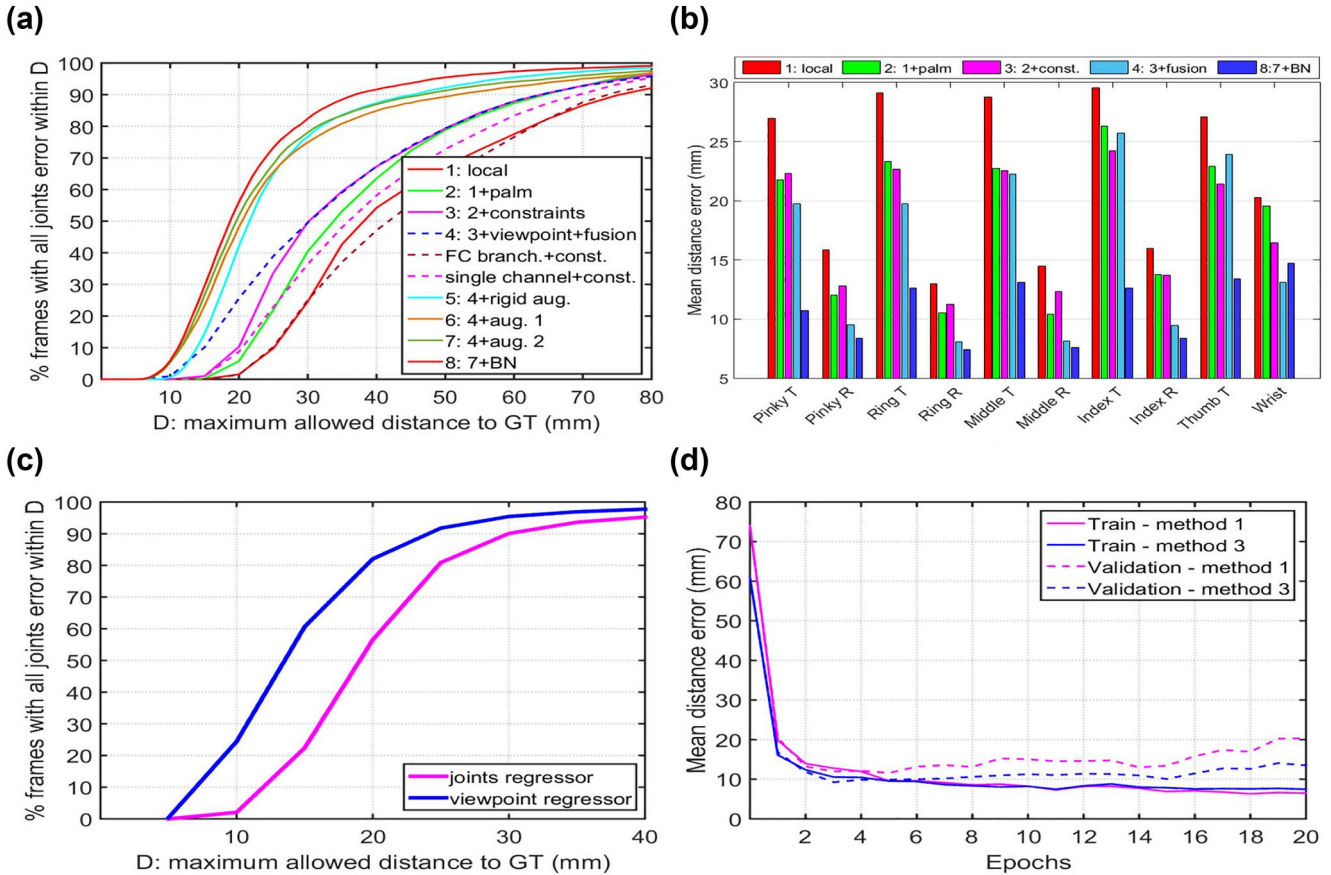 (a)
% frames with all joints error within D
100
90
80
70
60
50
40
30
20
10
0
1: local
2: 1+palm
3: 2+constraints
4: 3+viewpoint+fusion
FC branch.+const.
single channel+const.
5: 4+rigid aug.
6: 4+aug. 1
7: 4+aug. 2
8: 7+BN
10 20 30 40 50 60 70 80
D: maximum allowed distance to GT (mm)
(b)
1: local 2: 1+palm 3: 2+const. 4: 3+fusion 8:7+BN
Mean distance error (mm)
30
25
20
15
10
5
Pinky T Pinky R Ring T Ring R Middle T Middle R Index T Index R Thumb T Wrist
(c)
% frames with all joints error within D
100
90
80
70
60
50
40
30
20
10
0
joints regressor
viewpoint regressor
10 20 30 40
D: maximum allowed distance to GT (mm)
(d)
Mean distance error (mm)
80
70
60
50
40
30
20
10
0
Train - method 1
Train - method 3
Validation - method 1
Validation - method 3
2 4 6 8 10 12 14 16 18 20
Epochs